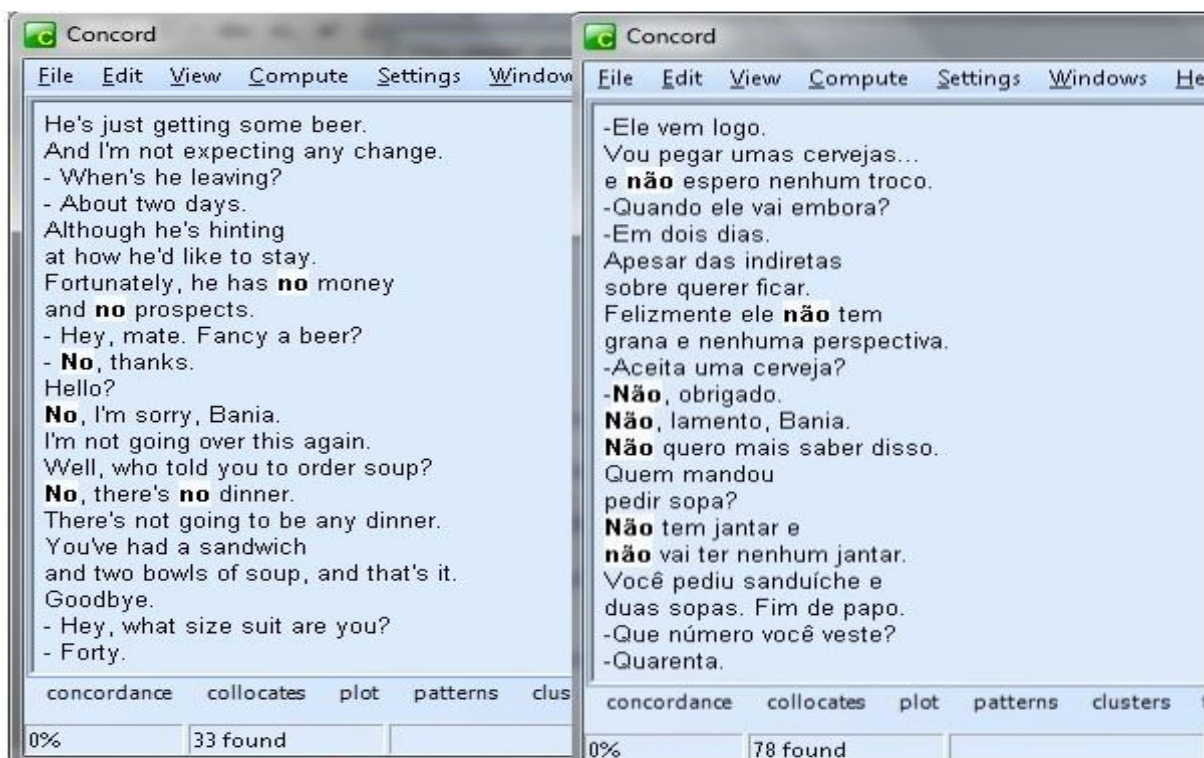 Concord
File Edit View Compute Settings Window
He's just getting some beer.
And I'm not expecting any change.
- When's he leaving?
- About two days.
Although he's hinting
at how he'd like to stay.
Fortunately, he has no money
and no prospects.
- Hey, mate. Fancy a beer?
- No, thanks.
Hello?
No, I'm sorry, Bania.
I'm not going over this again.
Well, who told you to order soup?
No, there's no dinner.
There's not going to be any dinner.
You've had a sandwich
and two bowls of soup, and that's it.
Goodbye.
- Hey, what size suit are you?
- Forty.
concordance collocates plot patterns clus
0% 33 found
Concord
File Edit View Compute Settings Windows He
-Ele vem logo.
Vou pegar umas cervejas...
e não espero nenhum troco.
-Quando ele vai embora?
-Em dois dias.
Apesar das indiretas
sobre querer ficar.
Felizmente ele não tem
grana e nenhuma perspectiva.
-Aceita uma cerveja?
-Não, obrigado.
Não, lamento, Bania.
Não quero mais saber disso.
Quem mandou
pedir sopa?
Não tem jantar e
não vai ter nenhum jantar.
Você pediu sanduíche e
duas sopas. Fim de papo.
-Que número você veste?
-Quarenta.
concordance collocates plot patterns clusters
0% 78 found